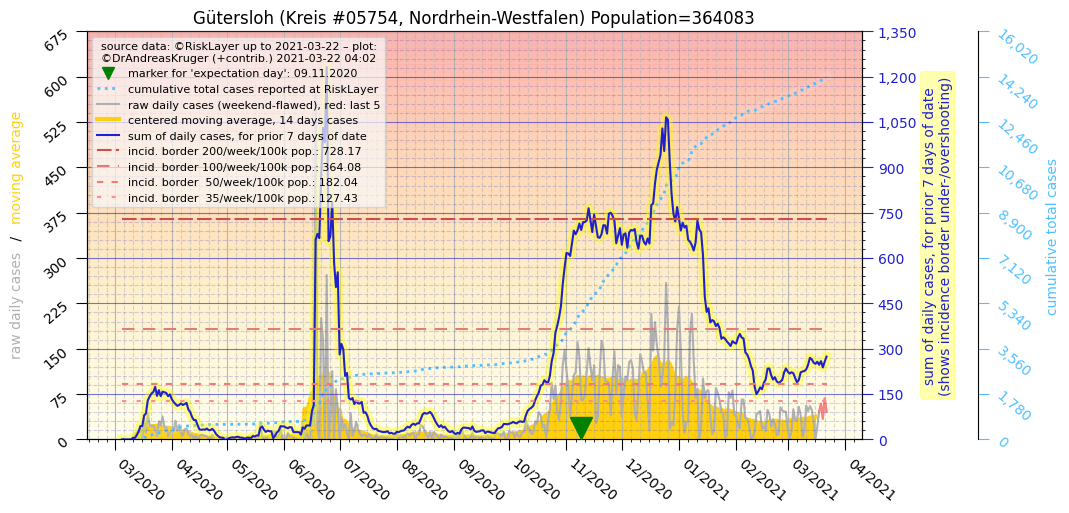 Gütersloh (Kreis #05754, Nordrhein-Westfalen) Population=364083
source data: ©RiskLayer up to 2021-03-22 – plot:
©DrAndreasKruger (+contrib.) 2021-03-22 04:02
marker for 'expectation day': 09.11.2020
cumulative total cases reported at RiskLayer
raw daily cases (weekend-flawed), red: last 5
centered moving average, 14 days cases
sum of daily cases, for prior 7 days of date
incid. border 200/week/100k pop.: 728.17
incid. border 100/week/100k pop.: 364.08
incid. border  50/week/100k pop.: 182.04
incid. border  35/week/100k pop.: 127.43
raw daily cases / moving average
675
600
525
450
375
300
225
150
75
0
03/2020
04/2020
05/2020
06/2020
07/2020
08/2020
09/2020
10/2020
11/2020
12/2020
01/2021
02/2021
03/2021
04/2021
1,350
1,200
1,050
900
750
600
450
300
150
0
sum of daily cases, for prior 7 days of date
(shows incidence border under-/overshooting)
16,020
14,240
12,460
10,680
8,900
7,120
5,340
3,560
1,780
0
cumulative total cases